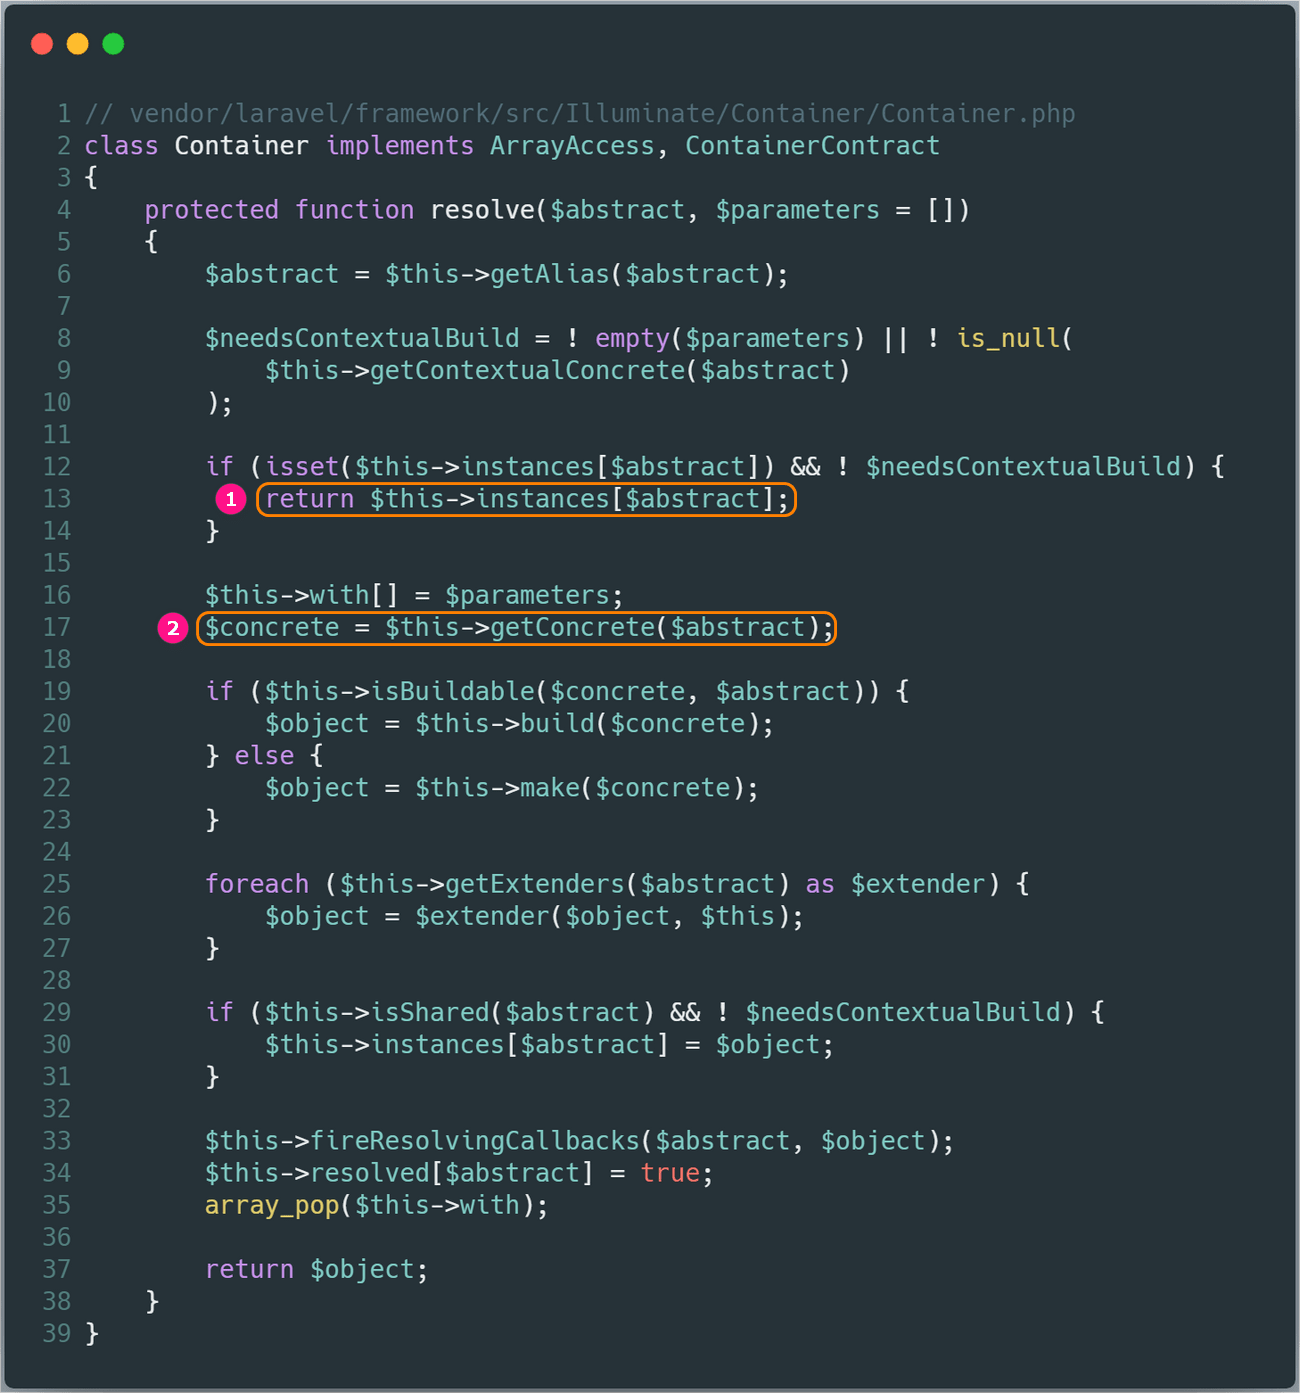 1 // vendor/laravel/framework/src/Illuminate/Container/Container.php
2 class Container implements ArrayAccess, ContainerContract
3 {
4     protected function resolve($abstract, $parameters = [])
5     {
6         $abstract = $this->getAlias($abstract);
7
8         $needsContextualBuild = ! empty($parameters) || ! is_null(
9             $this->getContextualConcrete($abstract)
10         );
11
12         if (isset($this->instances[$abstract]) && ! $needsContextualBuild) {
13 1           return $this->instances[$abstract];
14         }
15
16         $this->with[] = $parameters;
17 2       $concrete = $this->getConcrete($abstract);
18
19         if ($this->isBuildable($concrete, $abstract)) {
20             $object = $this->build($concrete);
21         } else {
22             $object = $this->make($concrete);
23         }
24
25         foreach ($this->getExtenders($abstract) as $extender) {
26             $object = $extender($object, $this);
27         }
28
29         if ($this->isShared($abstract) && ! $needsContextualBuild) {
30             $this->instances[$abstract] = $object;
31         }
32
33         $this->fireResolvingCallbacks($abstract, $object);
34         $this->resolved[$abstract] = true;
35         array_pop($this->with);
36
37         return $object;
38     }
39 }